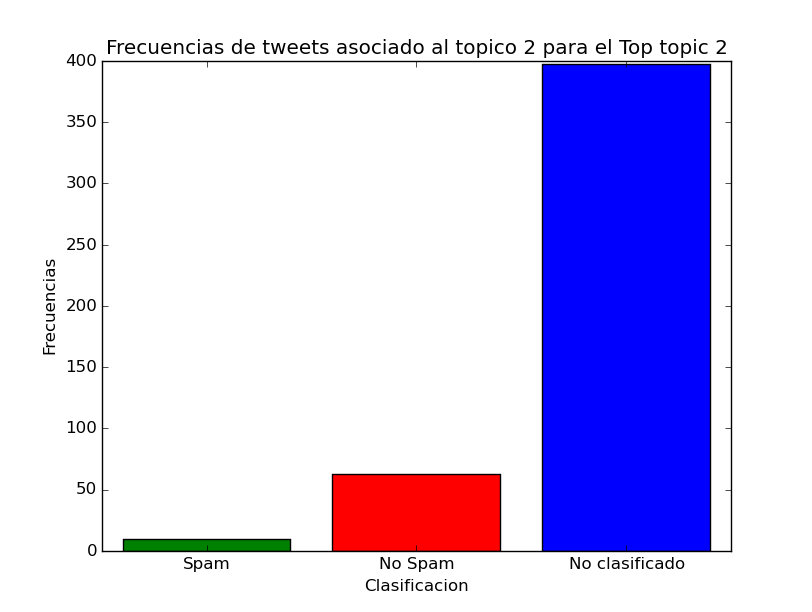 Frecuencias de tweets asociado al topico 2 para el Top topic 2
400
350
300
250
200
150
100
50
0
Frecuencias
Spam
No Spam
No clasificado
Clasificacion